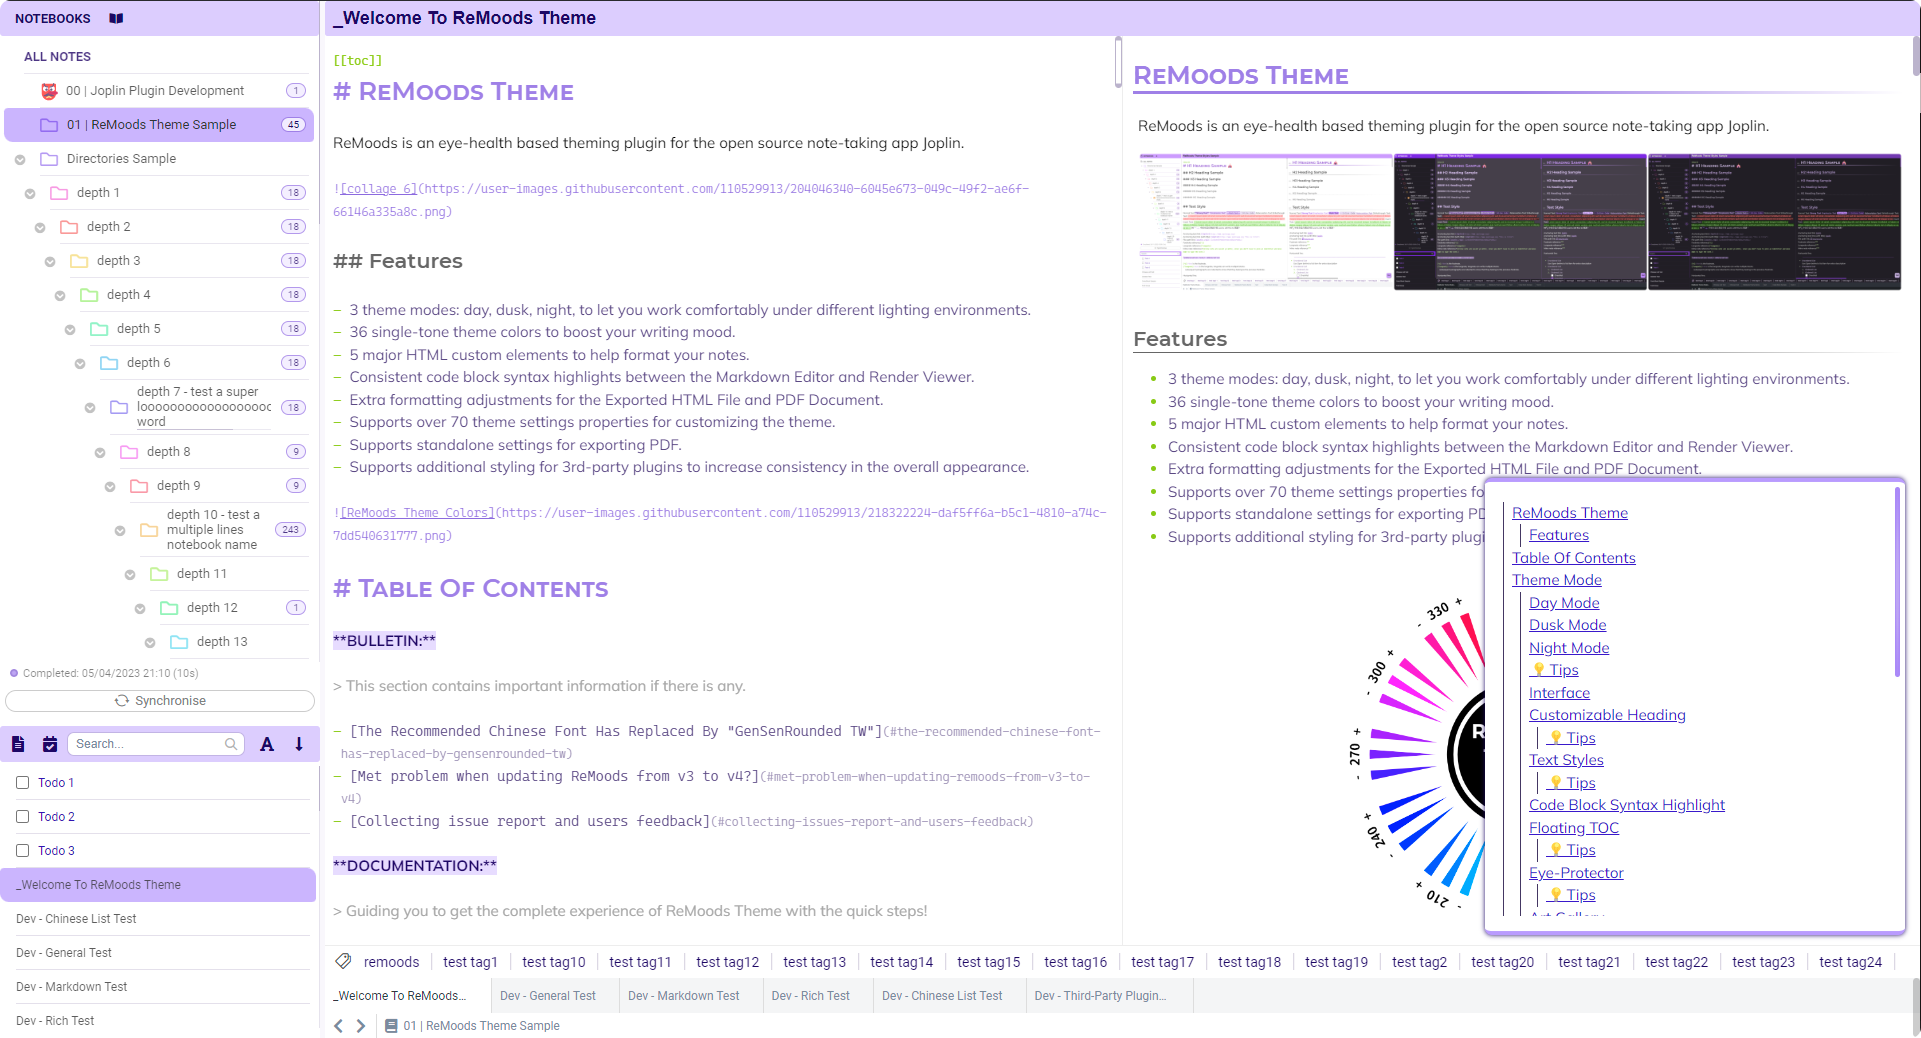 NOTEBOOKS
ALL NOTES
00 | Joplin Plugin Development 1
01 | ReMoods Theme Sample 45
Directories Sample
depth 1 18
depth 2 18
depth 3 18
depth 4 18
depth 5 18
depth 6 18
depth 7 - test a super
looooooooooooooooooc
word
18
depth 8 9
depth 9 9
depth 10 - test a
multiple lines
notebook name
243
depth 11
depth 12 1
depth 13
Completed: 05/04/2023 21:10 (10s)
Synchronise
Search...
Todo 1
Todo 2
Todo 3
_Welcome To ReMoods Theme
Dev - Chinese List Test
Dev - General Test
Dev - Markdown Test
Dev - Rich Test
_Welcome To ReMoods Theme
[[toc]]
# ReMoods Theme
ReMoods is an eye-health based theming plugin for the open source note-taking app Joplin.
![collage_6](https://user-images.githubusercontent.com/110529913/204046340-6045e673-049c-49f2-ae6f-
66146a335a8c.png)
## Features
- 3 theme modes: day, dusk, night, to let you work comfortably under different lighting environments.
- 36 single-tone theme colors to boost your writing mood.
- 5 major HTML custom elements to help format your notes.
- Consistent code block syntax highlights between the Markdown Editor and Render Viewer.
- Extra formatting adjustments for the Exported HTML File and PDF Document.
- Supports over 70 theme settings properties for customizing the theme.
- Supports standalone settings for exporting PDF.
- Supports additional styling for 3rd-party plugins to increase consistency in the overall appearance.
![ReMoods Theme Colors](https://user-images.githubusercontent.com/110529913/218322224-daf5ff6a-b5c1-4810-a74c-
7dd540631777.png)
# Table Of Contents
**BULLETIN:**
> This section contains important information if there is any.
- [The Recommended Chinese Font Has Replaced By "GenSenRounded TW"](#the-recommended-chinese-font-
has-replaced-by-gensenrounded-tw)
- [Met problem when updating ReMoods from v3 to v4?](#met-problem-when-updating-remoods-from-v3-to-
v4)
- [Collecting issue report and users feedback](#collecting-issues-report-and-users-feedback)
**DOCUMENTATION:**
> Guiding you to get the complete experience of ReMoods Theme with the quick steps!
ReMoods Theme
ReMoods is an eye-health based theming plugin for the open source note-taking app Joplin.
Features
• 3 theme modes: day, dusk, night, to let you work comfortably under different lighting environments.
• 36 single-tone theme colors to boost your writing mood.
• 5 major HTML custom elements to help format your notes.
• Consistent code block syntax highlights between the Markdown Editor and Render Viewer.
• Extra formatting adjustments for the Exported HTML File and PDF Document.
• Supports over 70 theme settings properties fo
• Supports standalone settings for exporting PD
• Supports additional styling for 3rd-party plugi
- 330 +
- 300 +
- 270 +
- 240 +
- 210 +
R
ReMoods Theme
Features
Table Of Contents
Theme Mode
Day Mode
Dusk Mode
Night Mode
💡 Tips
Interface
Customizable Heading
💡 Tips
Text Styles
💡 Tips
Code Block Syntax Highlight
Floating TOC
💡 Tips
Eye-Protector
💡 Tips
Art Gallery
remoods test tag1 test tag10 test tag11 test tag12 test tag13 test tag14 test tag15 test tag16 test tag17 test tag18 test tag19 test tag2 test tag20 test tag21 test tag22 test tag23 test tag24
_Welcome To ReMoods... Dev - General Test Dev - Markdown Test Dev - Rich Test Dev - Chinese List Test Dev - Third-Party Plugin...
01 | ReMoods Theme Sample